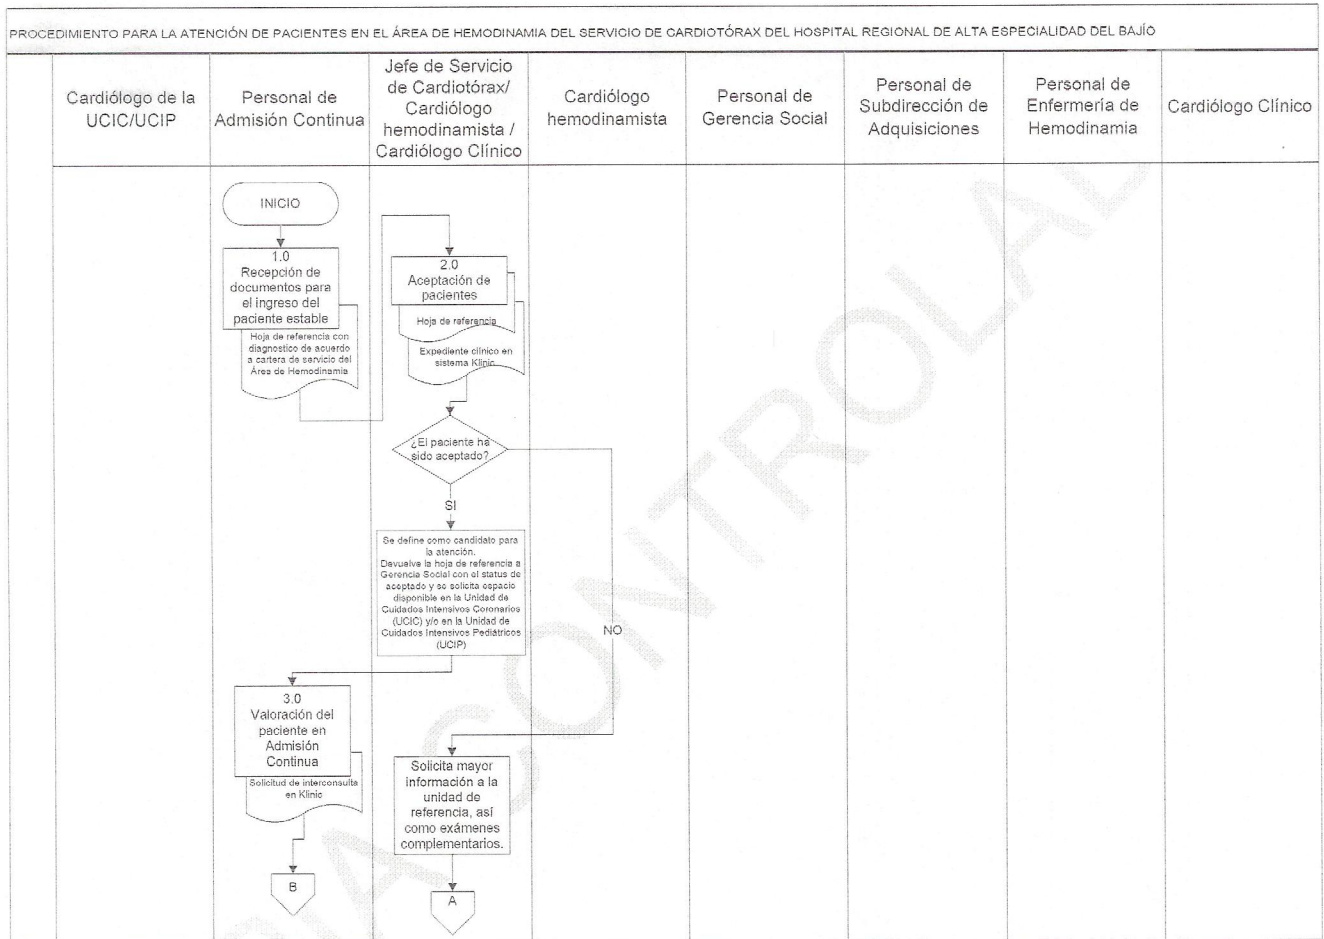 PROCEDIMIENTO PARA LA ATENCIÓN DE PACIENTES EN EL ÁREA DE HEMODINAMIA DEL SERVICIO DE CARDIOTÓRAX DEL HOSPITAL REGIONAL DE ALTA ESPECIALIDAD DEL BAJÍO
Cardiólogo de la
UCIC/UCIP
Personal de
Admisión Continua
Jefe de Servicio
de Cardiotórax/
Cardiólogo
hemodinamista /
Cardiólogo Clínico
Cardiólogo
hemodinamista
Personal de
Gerencia Social
Personal de
Subdirección de
Adquisiciones
Personal de
Enfermería de
Hemodinamia
Cardiólogo Clínico
INICIO
1.0
Recepción de
documentos para
el ingreso del
paciente estable
Hoja de referencia con
diagnostico de acuerdo
a cartera de servicio del
Área de Hemodinamia
2.0
Aceptación de
pacientes
Hoja de referencia
Expediente clínico en
sistema Klinic
¿El paciente ha
sido aceptado?
SI
NO
Se define como candidato para
la atención.
Devuelve la hoja de referencia a
Gerencia Social con el status de
aceptado y se solicita espacio
disponible en la Unidad de
Cuidados Intensivos Coronarios
(UCIC) y/o en la Unidad de
Cuidados Intensivos Pediátricos
(UCIP)
3.0
Valoración del
paciente en
Admisión
Continua
Solicitud de interconsulta
en Klinic
B
Solicita mayor
información a la
unidad de
referencia, así
como exámenes
complementarios.
A